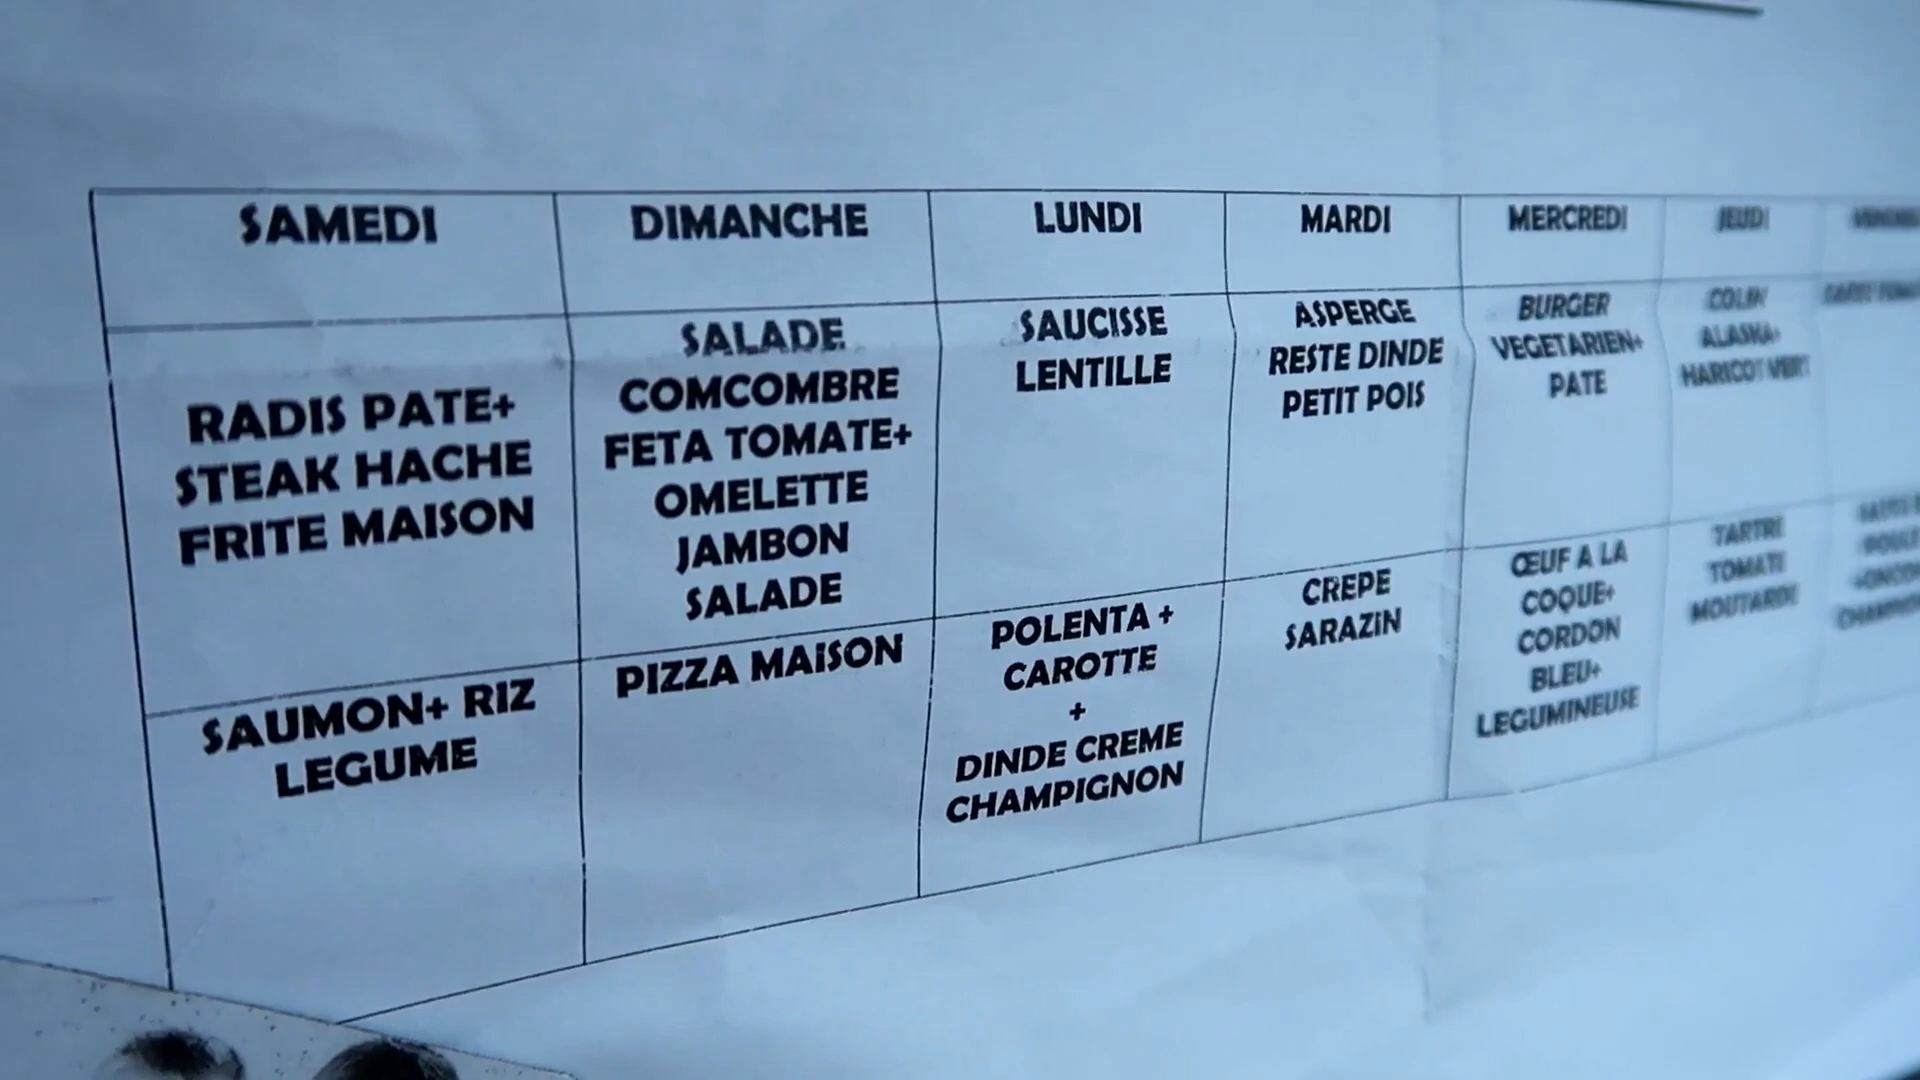 SAMEDI
DIMANCHE
LUNDI
MARDI
MERCREDI
JEUDI
RADIS PATE+
STEAK HACHE
FRITE MAISON
SALADE
COMCOMBRE
FETA TOMATE+
OMELETTE
JAMBON
SALADE
SAUCISSE
LENTILLE
ASPERGE
RESTE DINDE
PETIT POIS
BURGER
VEGETARIEN+
PATE
COLIN
ALASKA+
HARICOT VERT
SAUMON+ RIZ
LEGUME
PIZZA MAISON
POLENTA +
CAROTTE
+
DINDE CREME
CHAMPIGNON
CREPE
SARAZIN
ŒUF A LA
COQUE+
CORDON
BLEU+
LEGUMINEUSE
TARTRE
TOMATE
MOUTARDE